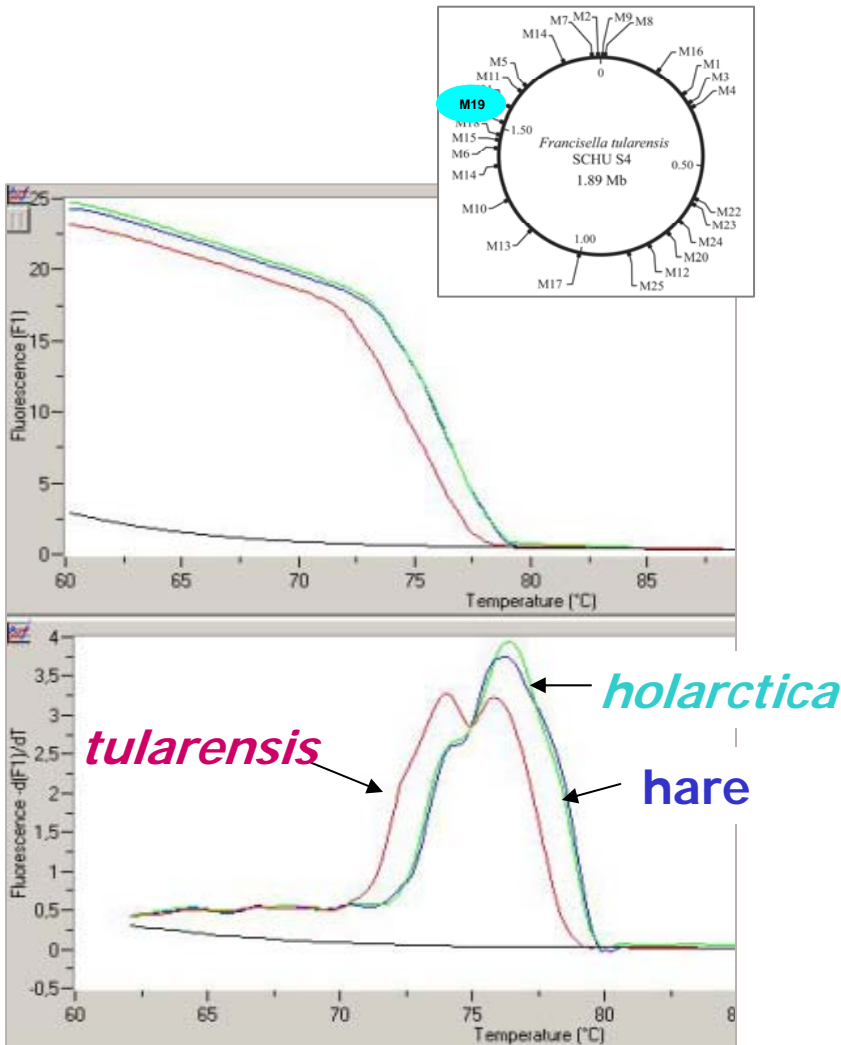 M2 M9
M7 M8
M14 M16
0
M5 M1
M11 M3
M4
M19
M18
M15 1.50
M6
Francisella tularensis
SCHU S4
0.50
M14
1.89 Mb
M10
M22
M23
M24
M13 1.00
M20
M12
M17 M25
25
20
15
10
5
0
Fluorescence (F1)
60 65 70 75 80 85
Temperature (°C)
4
3,5
3
2,5
2
1,5
1
0,5
0
-0,5
Fluorescence -d(F1)/dT
holarctica
tularensis
hare
60 65 70 75 80 8
Temperature (°C)